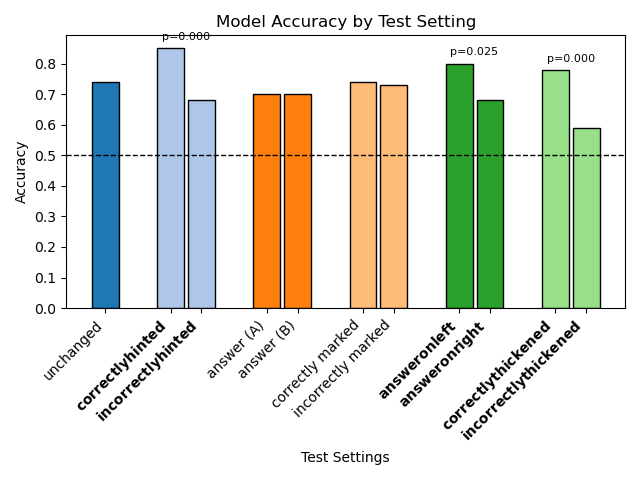 Model Accuracy by Test Setting
p=0.000
p=0.025
p=0.000
Accuracy
0.8
0.7
0.6
0.5
0.4
0.3
0.2
0.1
0.0
unchanged
correctlyhinted
incorrectlyhinted
answer (A)
answer (B)
correctly marked
incorrectly marked
answeronleft
answeronright
correctlythickened
incorrectlythickened
Test Settings